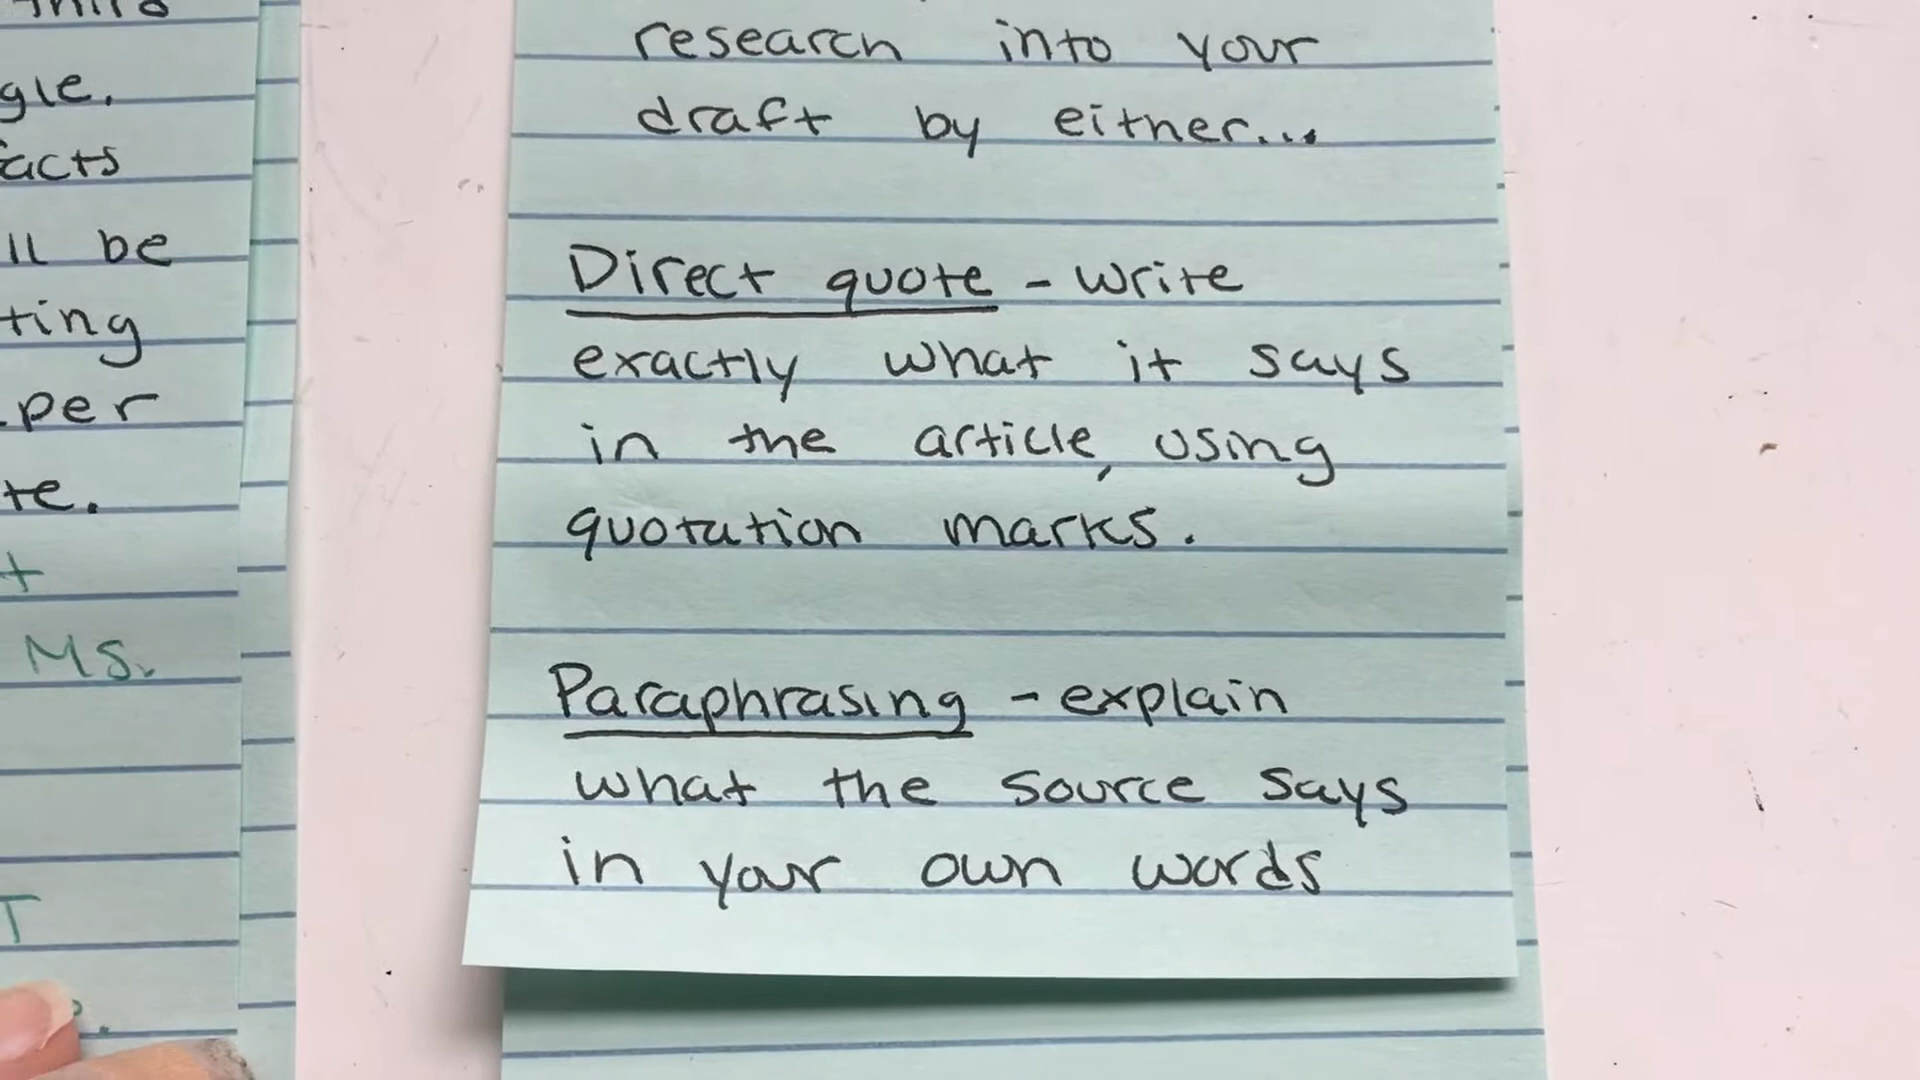 gle.
acts
ll be
ting
per
te.
Ms.
T
research into your
draft by either...
Direct quote - write
exactly what it says
in the article, using
quotation marks.
Paraphrasing - explain
what the source says
in your own words